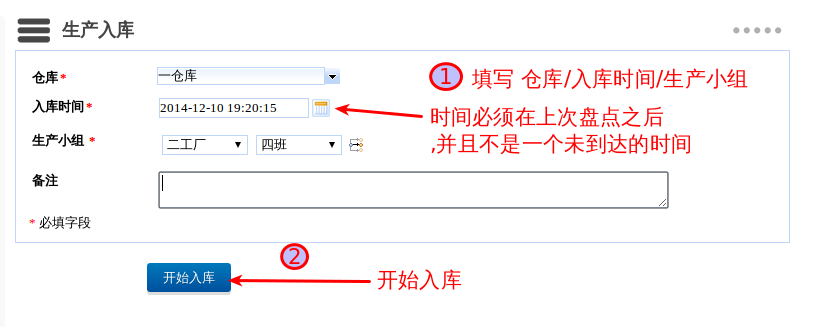 生产入库
仓库* 一仓库
① 填写 仓库/入库时间/生产小组
入库时间* 2014-12-10 19:20:15
时间必须在上次盘点之后
,并且不是一个未到达的时间
生产小组 * 二工厂 四班
备注
* 必填字段
②
开始入库
开始入库